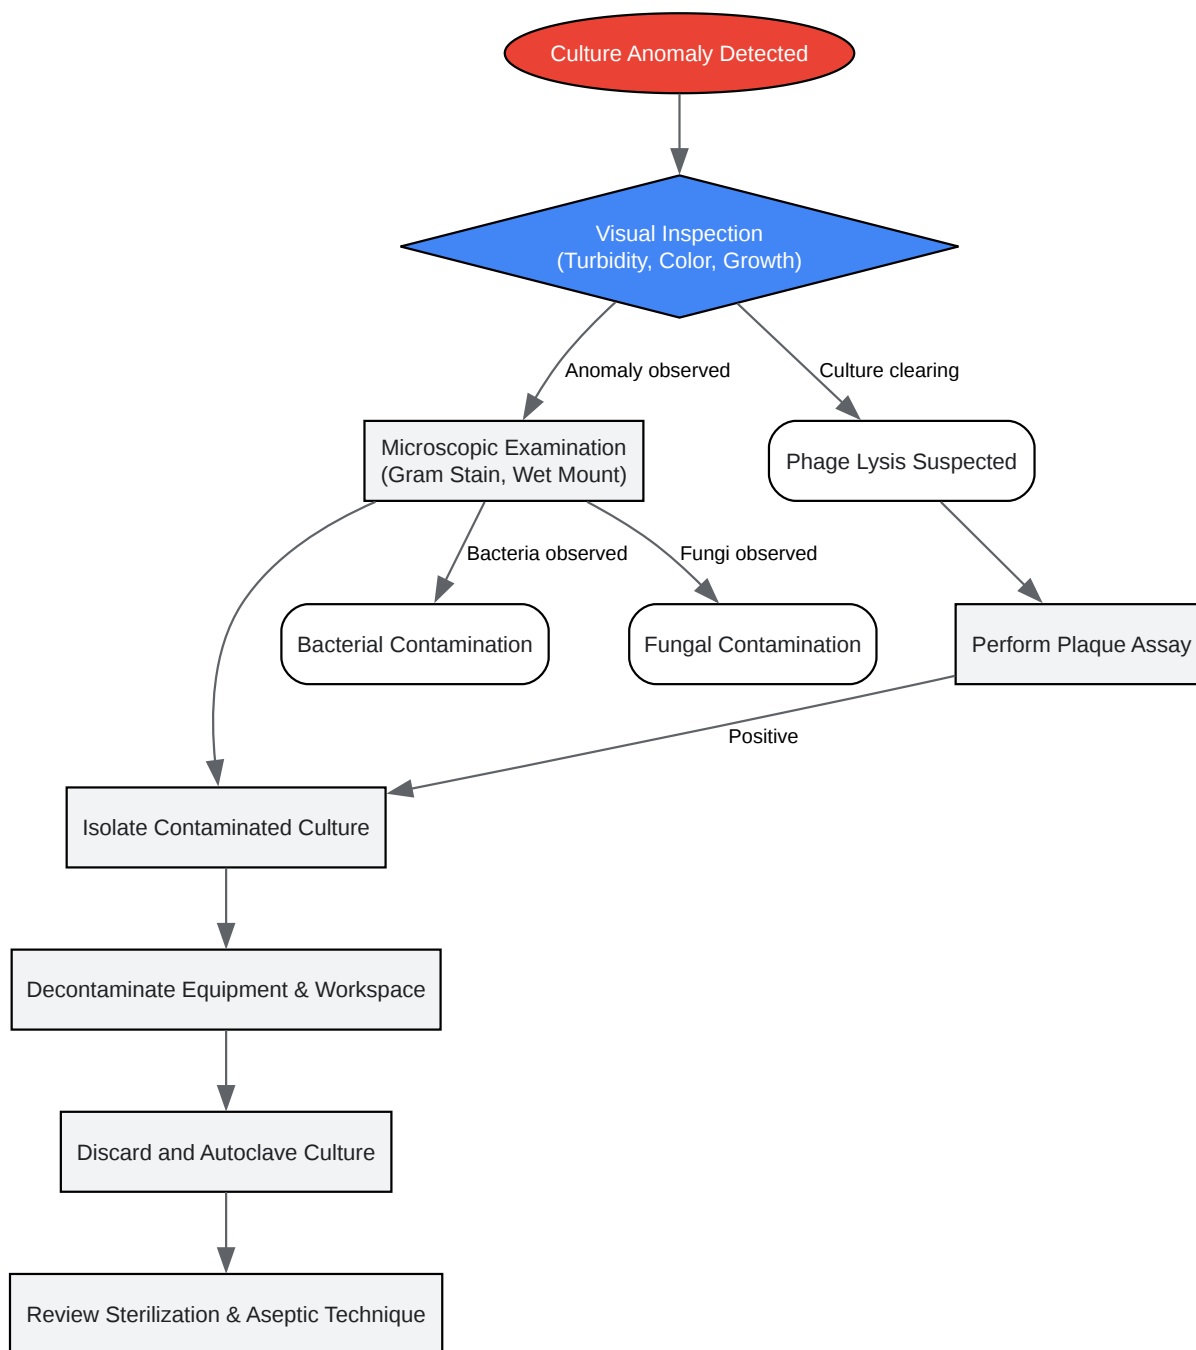 Culture Anomaly Detected
Visual Inspection
(Turbidity, Color, Growth)
Anomaly observed
Culture clearing
Microscopic Examination
(Gram Stain, Wet Mount)
Phage Lysis Suspected
Bacteria observed
Fungi observed
Bacterial Contamination
Fungal Contamination
Perform Plaque Assay
Positive
Isolate Contaminated Culture
Decontaminate Equipment & Workspace
Discard and Autoclave Culture
Review Sterilization & Aseptic Technique